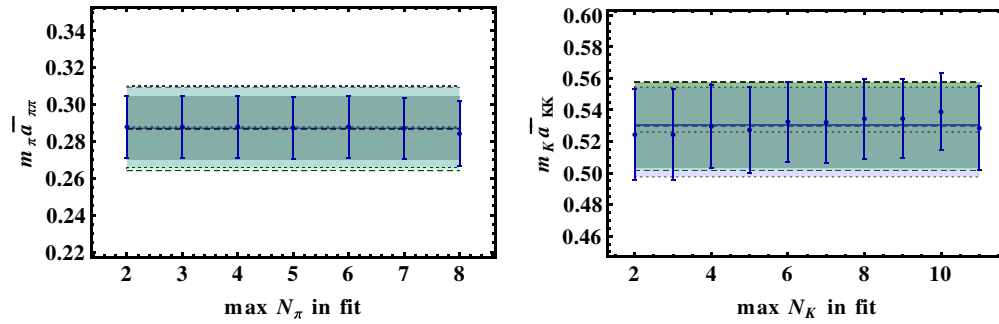 0.34
0.32
0.30
0.28
0.26
0.24
0.22
m_π a̅_ππ
2 3 4 5 6 7 8
max N_π in fit
0.60
0.58
0.56
0.54
0.52
0.50
0.48
0.46
m_K a̅_KK
2 4 6 8 10
max N_K in fit